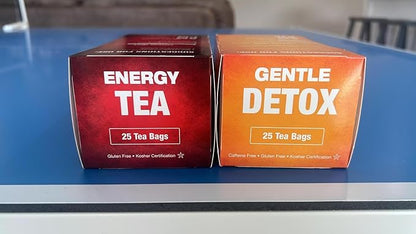 ENERGY
TEA
25 Tea Bags
Gluten Free • Kosher Certification
GENTLE
DETOX
25 Tea Bags
Caffeine Free • Gluten Free • Kosher Certification